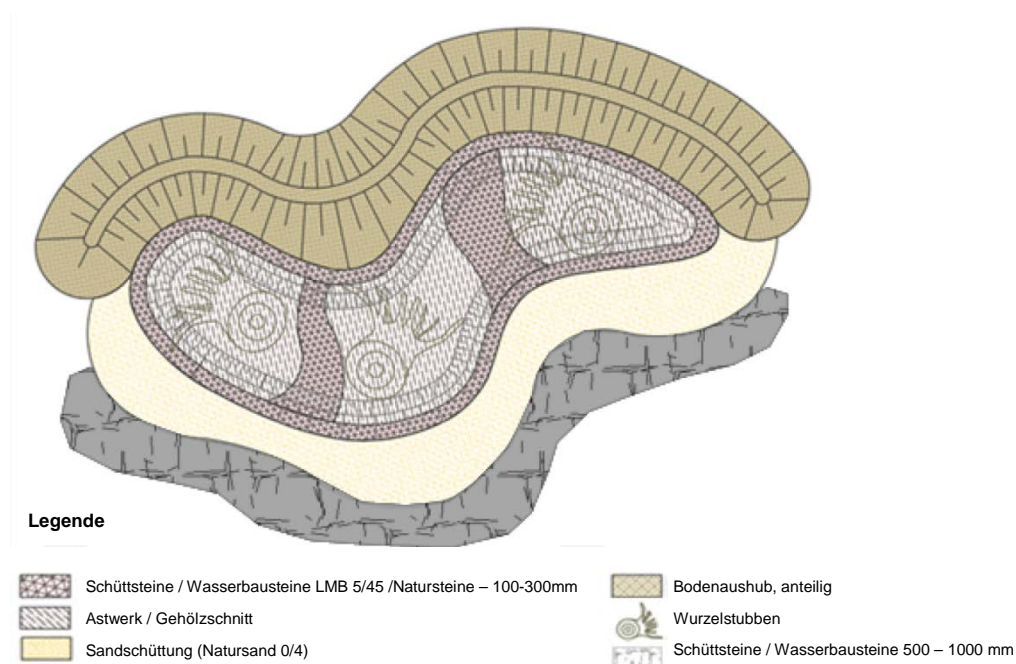 Legende
Schüttsteine / Wasserbausteine LMB 5/45 /Natursteine – 100-300mm
Astwerk / Gehölzschnitt
Sandschüttung (Natursand 0/4)
Bodenaushub, anteilig
Wurzelstubben
Schüttsteine / Wasserbausteine 500 – 1000 mm